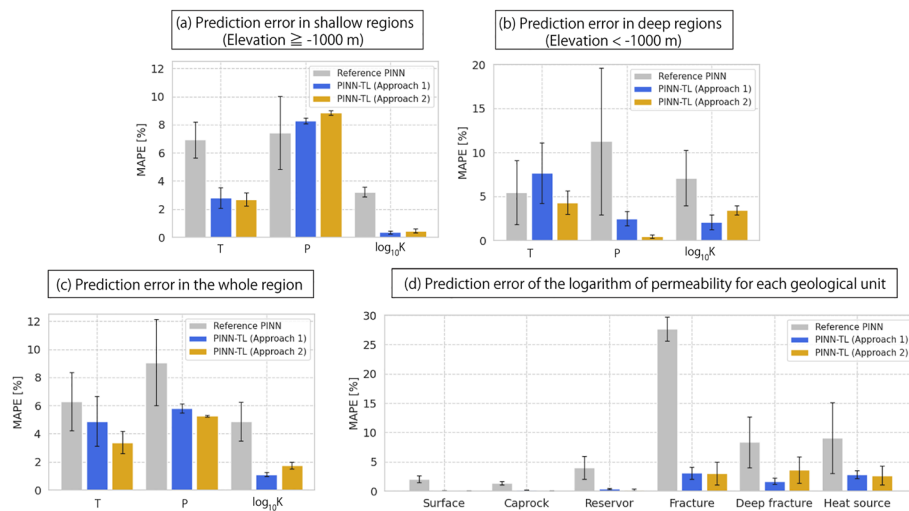 (a) Prediction error in shallow regions
(Elevation ≧ -1000 m)
12
10
8
6
4
2
0
MAPE [%]
Reference PINN
PINN-TL (Approach 1)
PINN-TL (Approach 2)
T
P
log10K
(b) Prediction error in deep regions
(Elevation < -1000 m)
20
15
10
5
0
MAPE [%]
Reference PINN
PINN-TL (Approach 1)
PINN-TL (Approach 2)
T
P
log10K
(c) Prediction error in the whole region
12
10
8
6
4
2
0
MAPE [%]
Reference PINN
PINN-TL (Approach 1)
PINN-TL (Approach 2)
T
P
log10K
(d) Prediction error of the logarithm of permeability for each geological unit
30
25
20
15
10
5
0
MAPE [%]
Reference PINN
PINN-TL (Approach 1)
PINN-TL (Approach 2)
Surface
Caprock
Reservor
Fracture
Deep fracture
Heat source